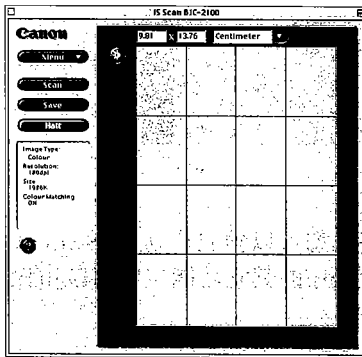 IS Scan BJC-2100
Canon
9.81 x 13.76 Centimeter
Menu
Scan
Save
Halt
Image Type:
Colour
Resolution:
180dpi
Size
Colour Matching
ON